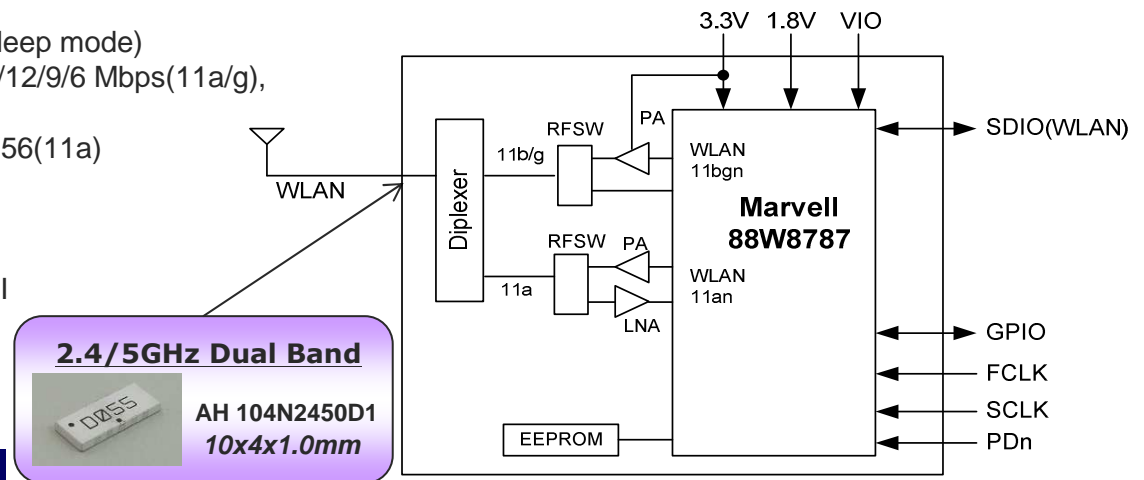 leep mode)
/12/9/6 Mbps(11a/g),
56(11a)
l
3.3V 1.8V VIO
WLAN
Diplexer
11b/g
RFSW
PA
WLAN
11bgn
Marvell
88W8787
11a
RFSW
PA
LNA
WLAN
11an
EEPROM
SDIO(WLAN)
GPIO
FCLK
SCLK
PDn
2.4/5GHz Dual Band
D055
AH 104N2450D1
10x4x1.0mm